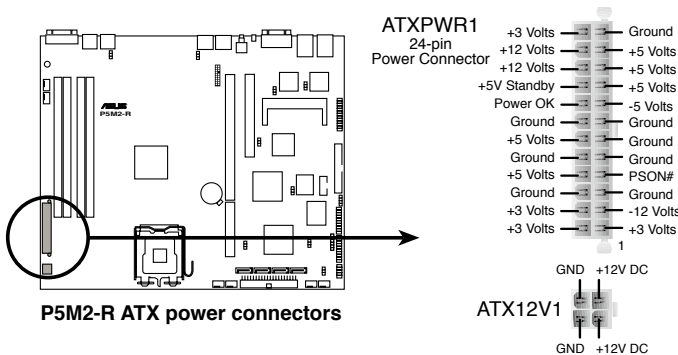 ATXPWR1
24-pin
Power Connector
+3 Volts Ground
+12 Volts +5 Volts
+12 Volts +5 Volts
+5V Standby +5 Volts
Power OK -5 Volts
Ground Ground
+5 Volts Ground
Ground Ground
+5 Volts PSON#
Ground Ground
+3 Volts -12 Volts
+3 Volts +3 Volts
1
ASUS
P5M2-R
GND +12V DC
ATX12V1
GND +12V DC
P5M2-R ATX power connectors